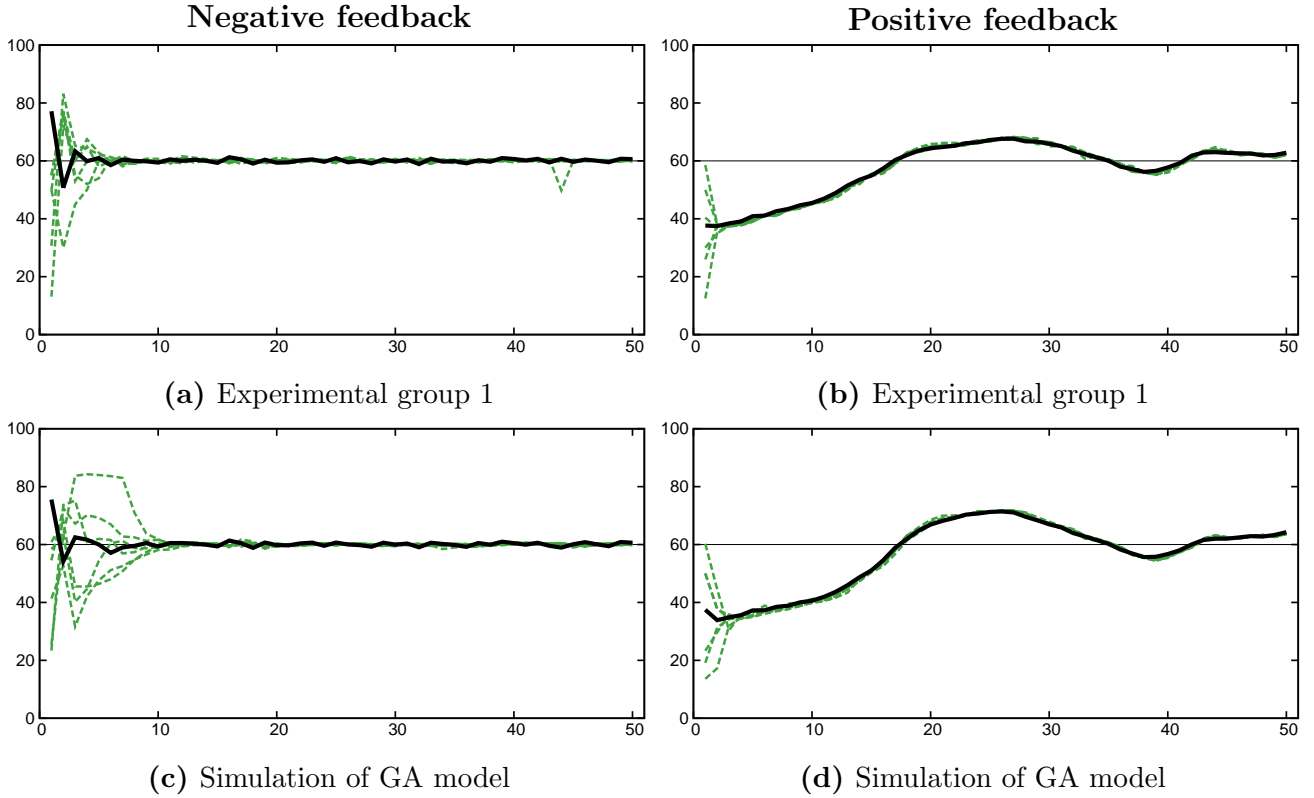 Negative feedback
Positive feedback
100
80
60
40
20
0
0 10 20 30 40 50
(a) Experimental group 1
100
80
60
40
20
0
0 10 20 30 40 50
(b) Experimental group 1
100
80
60
40
20
0
0 10 20 30 40 50
(c) Simulation of GA model
100
80
60
40
20
0
0 10 20 30 40 50
(d) Simulation of GA model